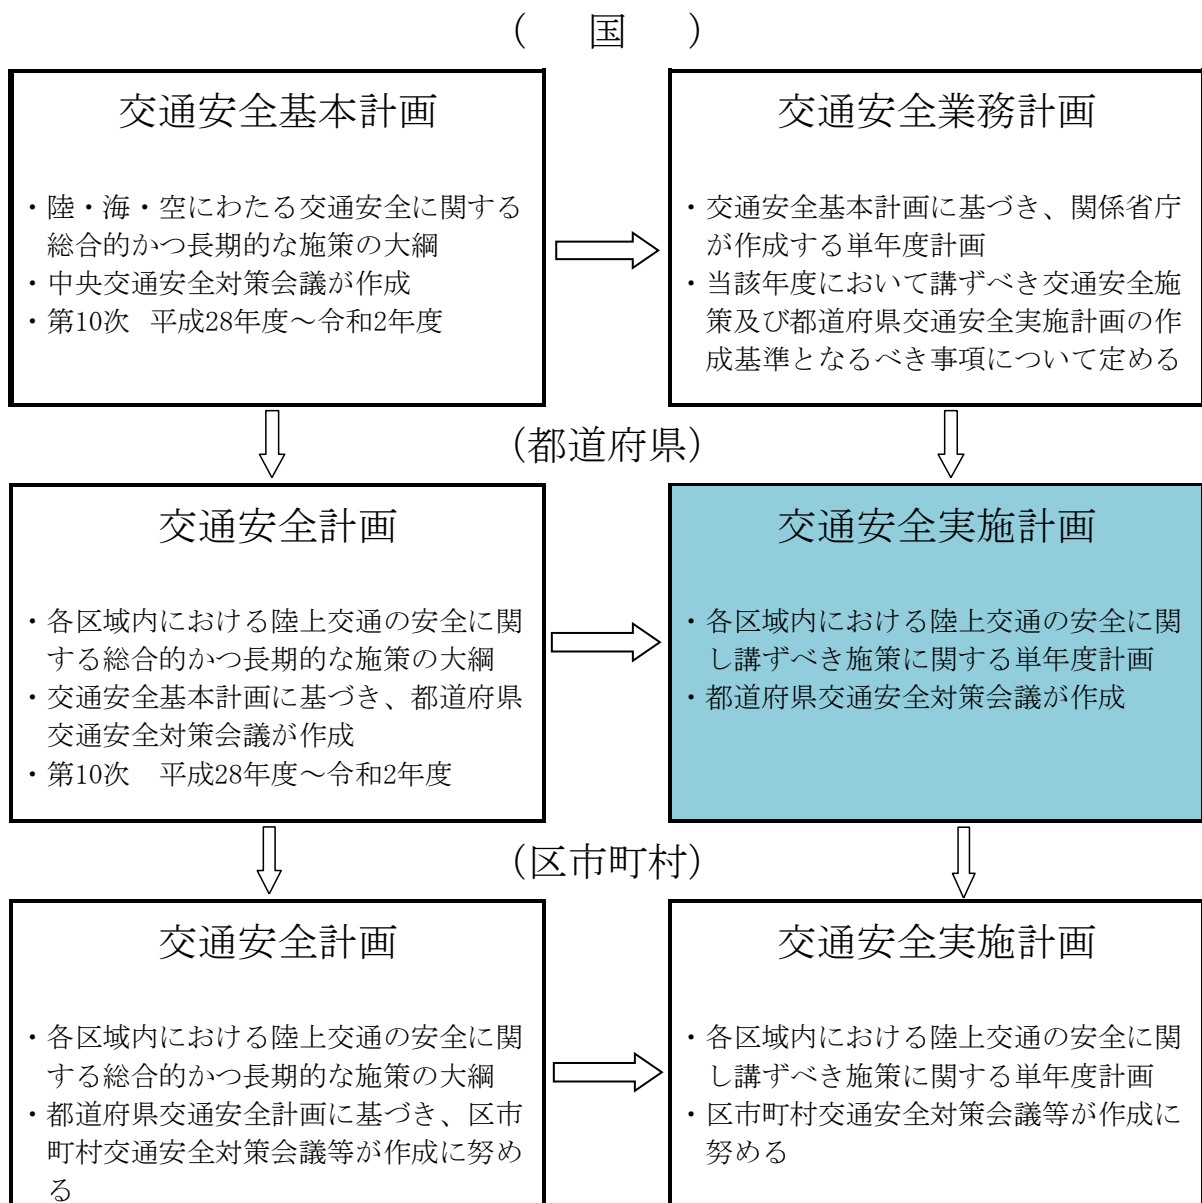 （　国　）
交通安全基本計画
・陸・海・空にわたる交通安全に関する
総合的かつ長期的な施策の大綱
・中央交通安全対策会議が作成
・第10次 平成28年度～令和2年度
交通安全業務計画
・交通安全基本計画に基づき、関係省庁
が作成する単年度計画
・当該年度において講ずべき交通安全施
策及び都道府県交通安全実施計画の作
成基準となるべき事項について定める
（都道府県）
交通安全計画
・各区域内における陸上交通の安全に関
する総合的かつ長期的な施策の大綱
・交通安全基本計画に基づき、都道府県
交通安全対策会議が作成
・第10次　平成28年度～令和2年度
交通安全実施計画
・各区域内における陸上交通の安全に関
し講ずべき施策に関する単年度計画
・都道府県交通安全対策会議が作成
（区市町村）
交通安全計画
・各区域内における陸上交通の安全に関
する総合的かつ長期的な施策の大綱
・都道府県交通安全計画に基づき、区市
町村交通安全対策会議等が作成に努め
る
交通安全実施計画
・各区域内における陸上交通の安全に関
し講ずべき施策に関する単年度計画
・区市町村交通安全対策会議等が作成に
努める